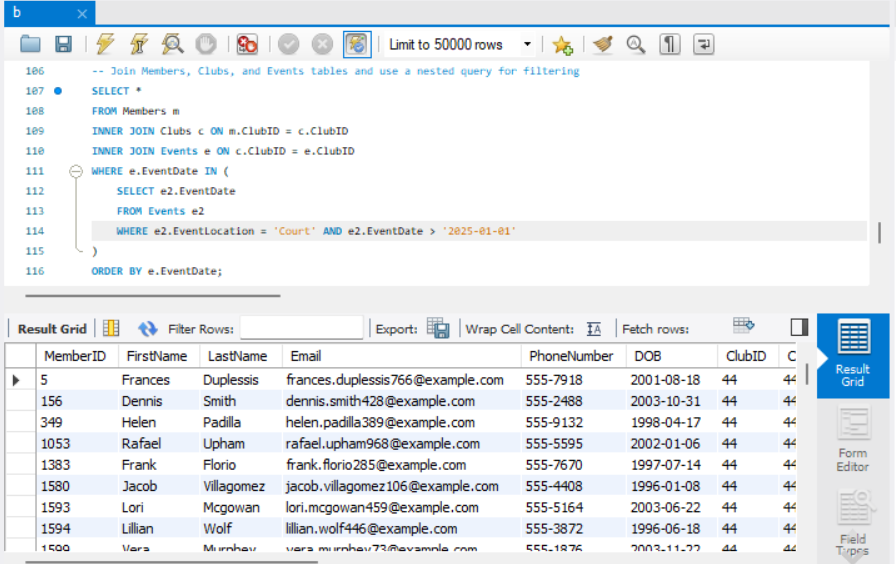 b
Limit to 50000 rows
106 -- Join Members, Clubs, and Events tables and use a nested query for filtering
107 SELECT *
108 FROM Members m
109 INNER JOIN Clubs c ON m.ClubID = c.ClubID
110 INNER JOIN Events e ON c.ClubID = e.ClubID
111 WHERE e.EventDate IN (
112 SELECT e2.EventDate
113 FROM Events e2
114 WHERE e2.EventLocation = 'Court' AND e2.EventDate > '2025-01-01'
115 )
116 ORDER BY e.EventDate;
Result Grid Filter Rows: Export: Wrap Cell Content: Fetch rows:
MemberID FirstName LastName Email PhoneNumber DOB ClubID C
5 Frances Duplessis frances.duplessis766@example.com 555-7918 2001-08-18 44 44
156 Dennis Smith dennis.smith428@example.com 555-2488 2003-10-31 44 44
349 Helen Padilla helen.padilla389@example.com 555-9132 1998-04-17 44 44
1053 Rafael Upham rafael.upham968@example.com 555-5595 2002-01-06 44 44
1383 Frank Florio frank.florio285@example.com 555-7670 1997-07-14 44 44
1580 Jacob Villagomez jacob.villagomez106@example.com 555-4408 1996-01-08 44 44
1593 Lori Mcgowan lori.mcgowan459@example.com 555-5164 2003-06-22 44 44
1594 Lillian Wolf lillian.wolf446@example.com 555-3872 1996-06-18 44 44
1599 Vera Murphey vera.murphey73@example.com 555-1876 2003-11-22 44 44
Result
Grid
Form
Editor
Field
Types